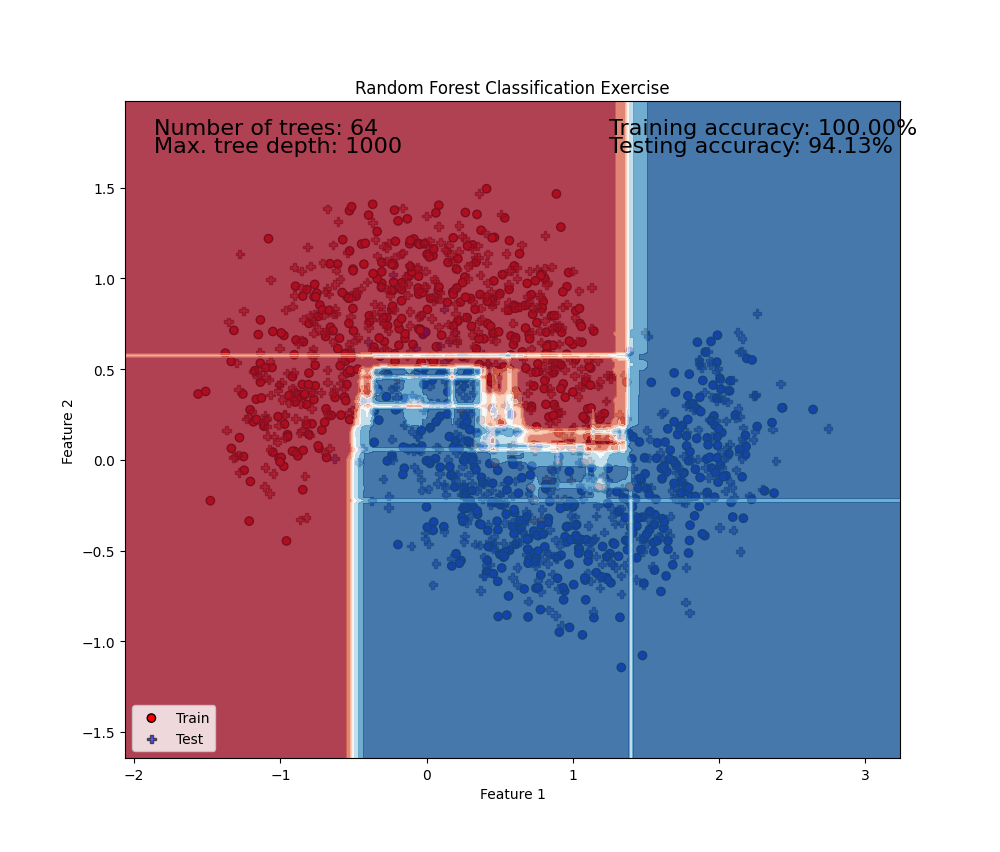 Random Forest Classification Exercise
Number of trees: 64
Max. tree depth: 1000
Training accuracy: 100.00%
Testing accuracy: 94.13%
1.5
1.0
0.5
0.0
−0.5
−1.0
−1.5
Feature 2
Train
Test
−2
−1
0
1
2
3
Feature 1